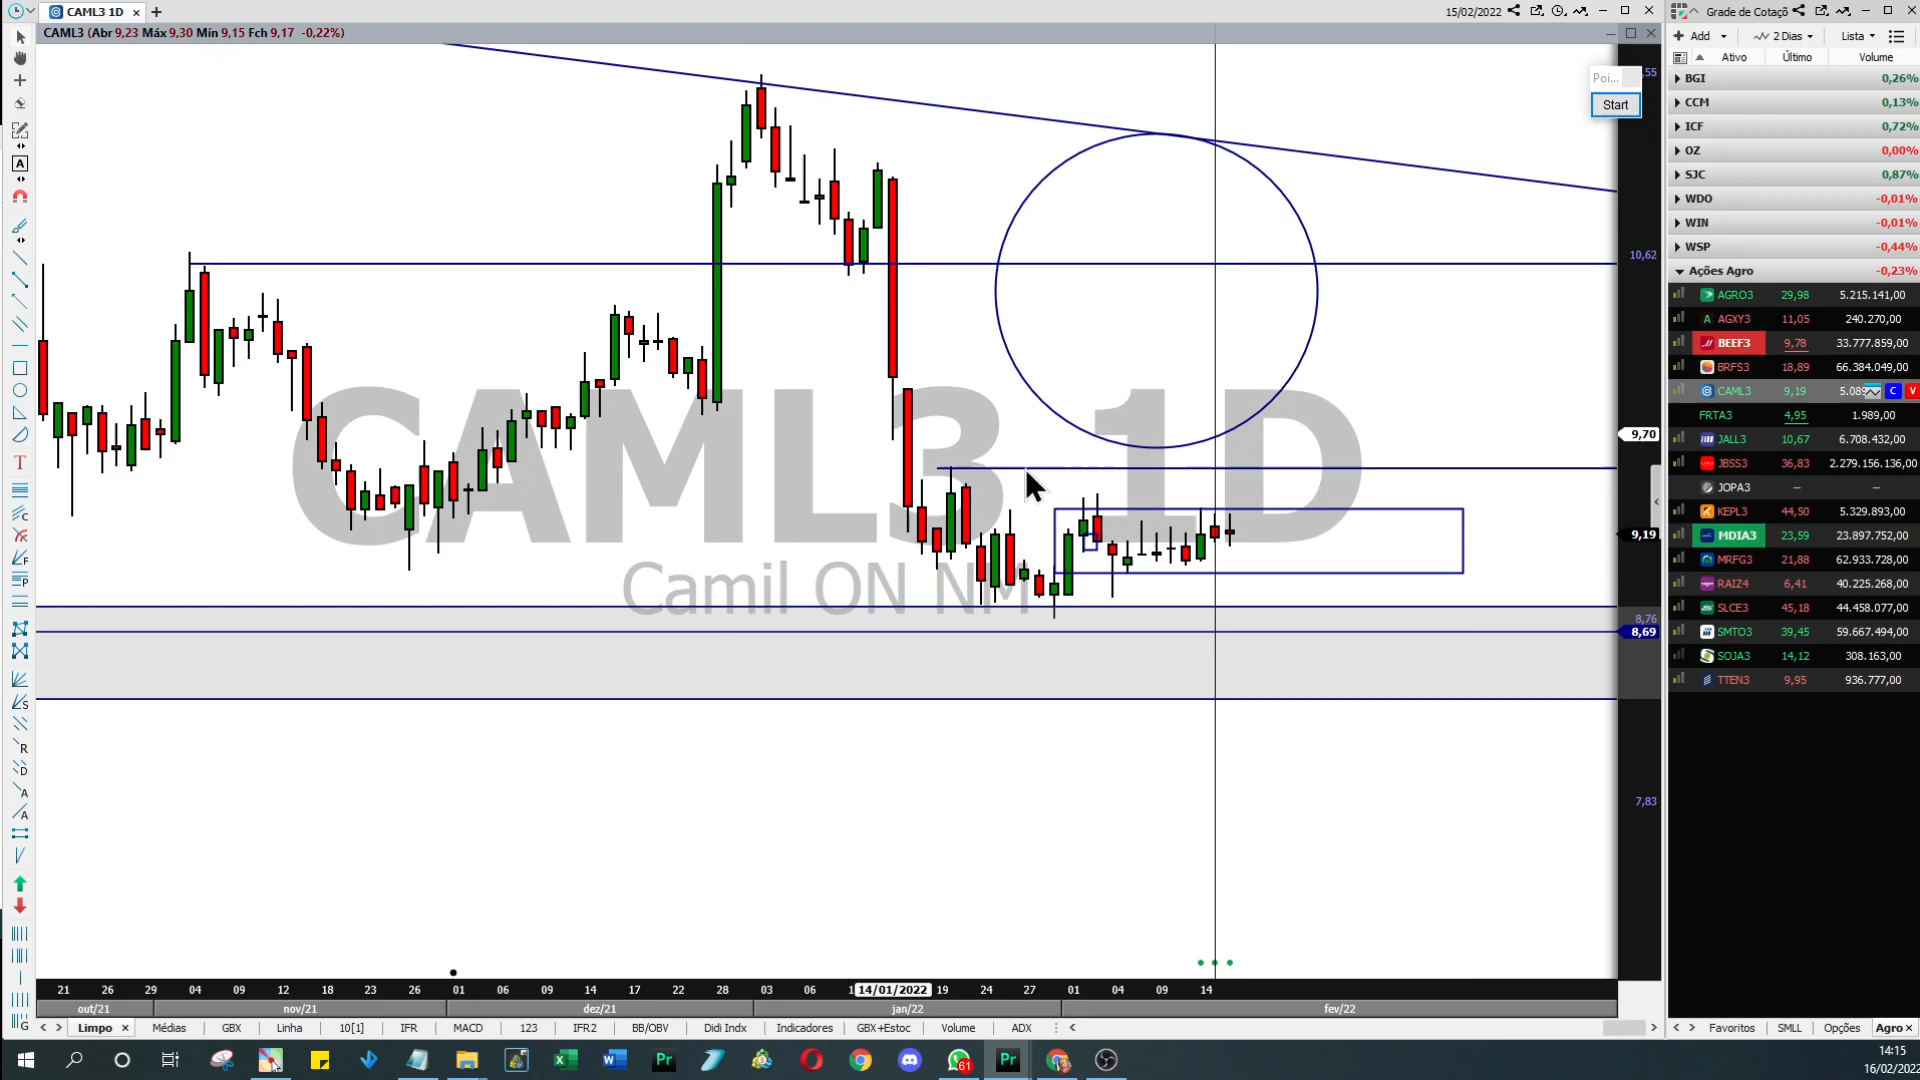 CAML3 1D
15/02/2022
Grade de Cotaçõ
CAML3 (Abr 9,23 Máx 9,30 Mín 9,15 Fch 9,17 -0,22%)
Add
2 Dias
Lista
Ativo Último Volume
Poi...
Start
,55
10,62
9,70
9,19
8,76
8,69
7,83
CAML3 1D
Camil ON NM
BGI 0,26%
CCM 0,13%
ICF 0,72%
OZ 0,00%
SJC 0,87%
WDO -0,01%
WIN -0,01%
WSP -0,44%
Ações Agro -0,23%
AGRO3 29,98 5.215.141,00
A AGXY3 11,05 240.270,00
BEEF3 9,78 33.777.859,00
BRFS3 18,89 66.384.049,00
CAML3 9,19 5.089 C V
FRTA3 4,95 1.989,00
JALL3 10,67 6.708.432,00
JBSS3 36,83 2.279.156.136,00
JOPA3 – –
KEPL3 44,50 5.329.893,00
MDIA3 23,59 23.897.752,00
MRFG3 21,88 62.933.728,00
RAIZ4 6,41 40.225.268,00
SLCE3 45,18 44.458.077,00
SMTO3 39,45 59.667.494,00
SOJA3 14,12 308.163,00
TTEN3 9,95 936.777,00
21 26 29 04 09 12 18 23 26 01 06 09 14 17 22 28 03 06 1 14/01/2022 19 24 27 01 04 09 14
out/21 nov/21 dez/21 jan/22 fev/22
Limpo Médias GBX Linha 10[1] IFR MACD 123 IFR2 BB/OBV Didi Indx Indicadores GBX+Estoc Volume ADX
Favoritos SMLL Opções Agro
Pr
61
Pr
14:15
16/02/2022